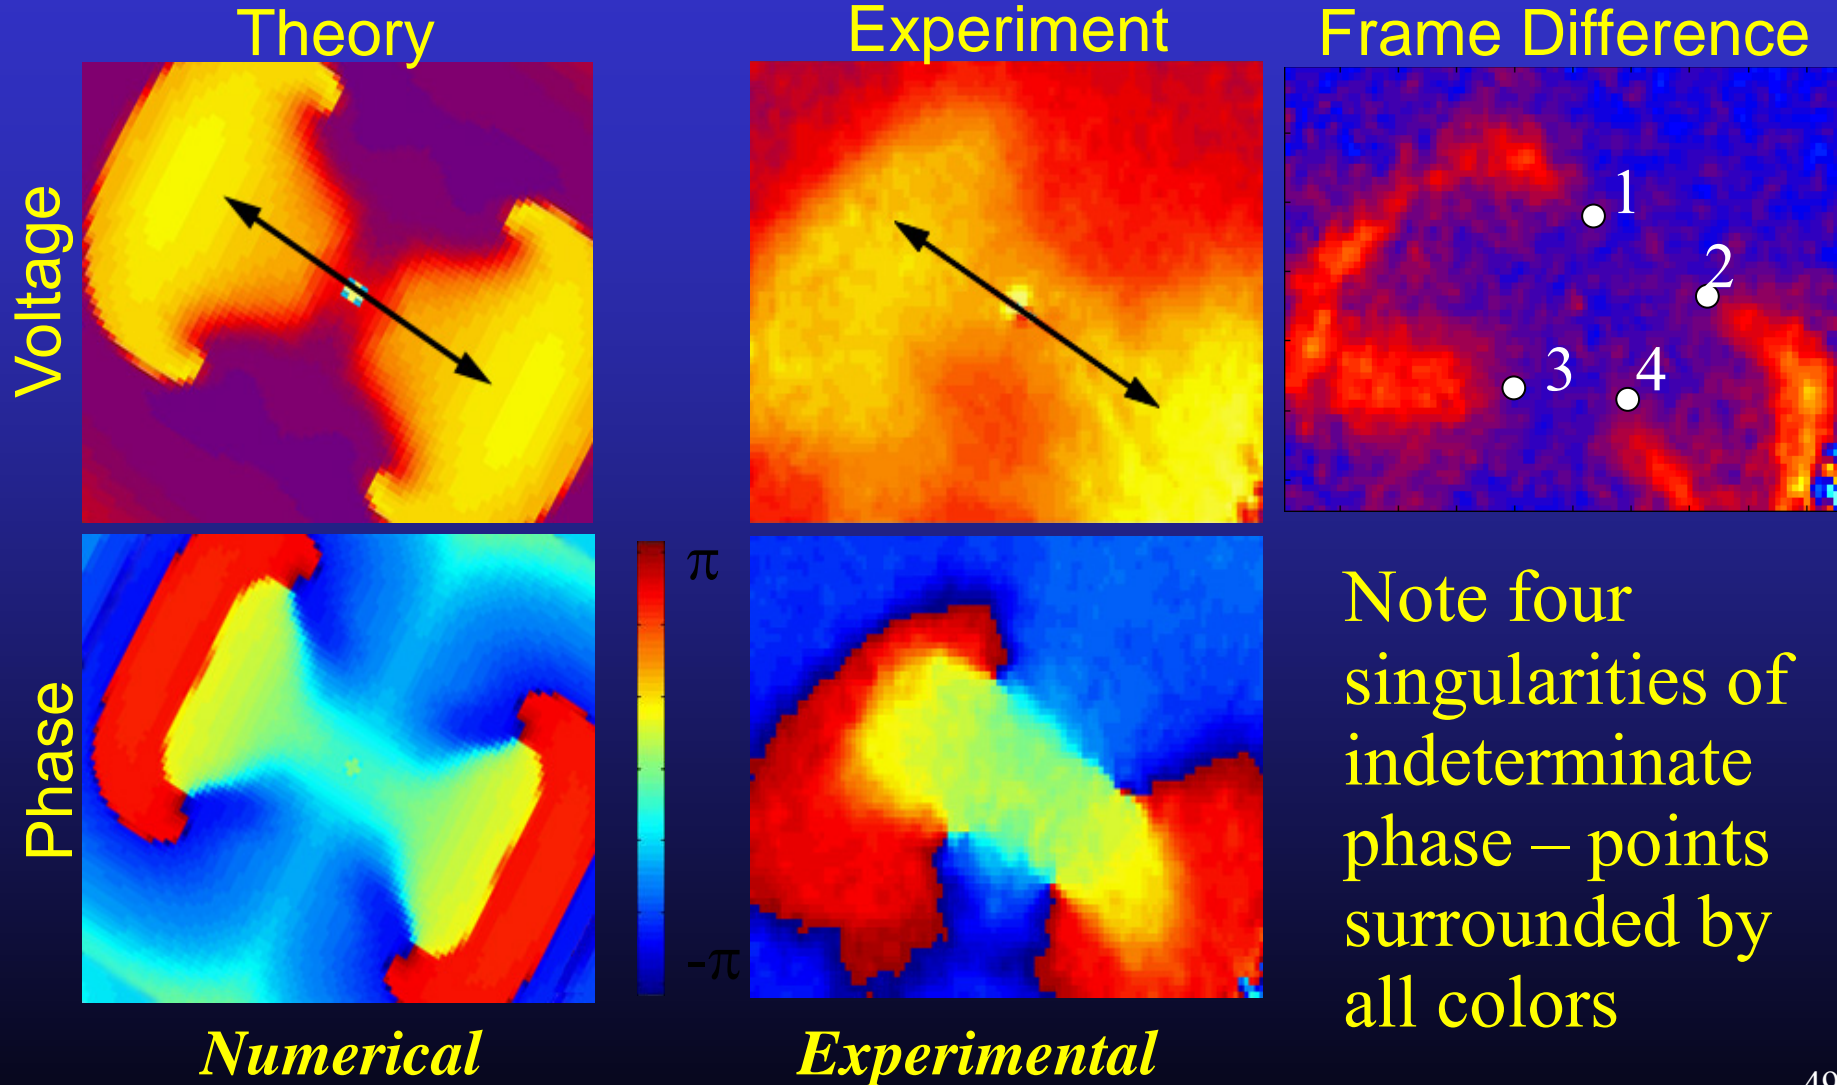 Theory
Experiment
Frame Difference
Voltage
1
2
3
4
Phase
π
-π
Note four
singularities of
indeterminate
phase – points
surrounded by
all colors
Numerical
Experimental
49